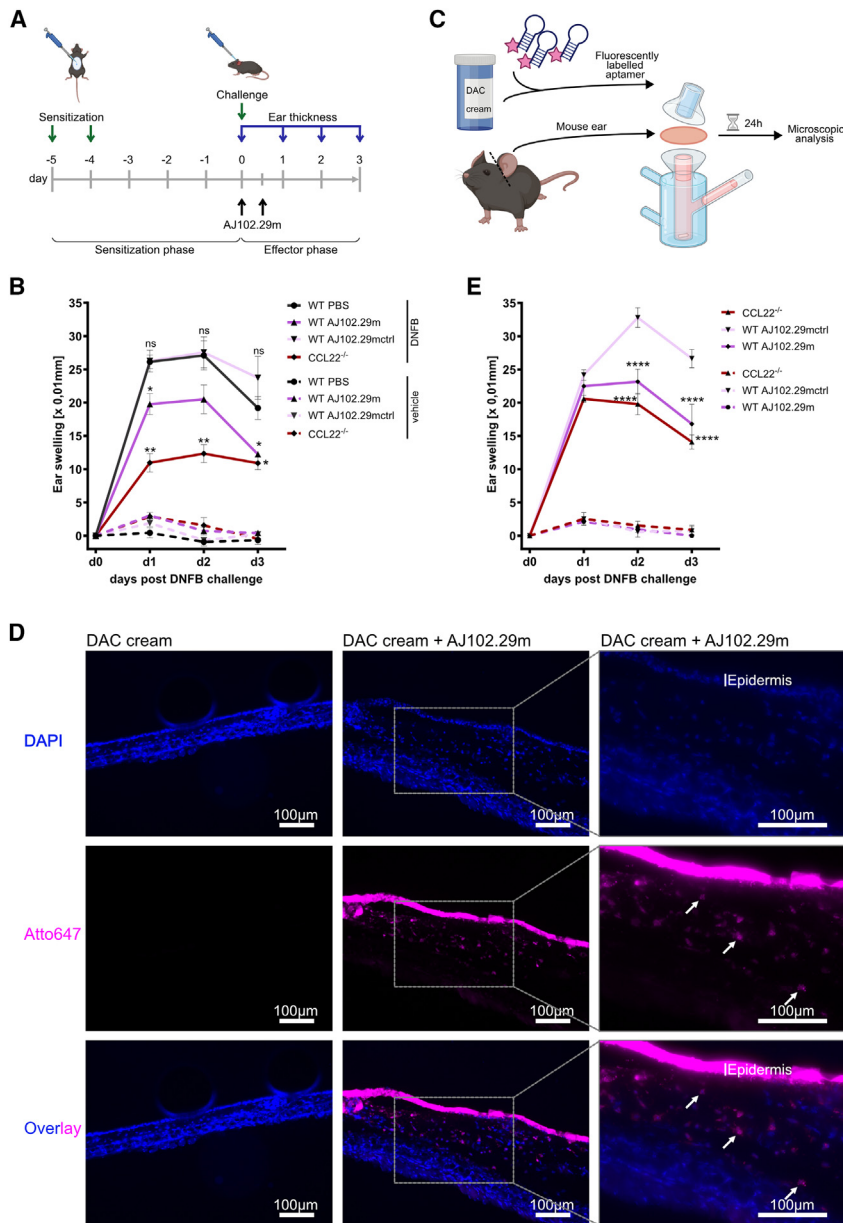 A
Sensitization
Challenge
Ear thickness
-5 -4 -2 -1 0 1 2 3
day
AJ102.29m
Sensitization phase
Effector phase
C
DAC
cream
Fluorescently
labelled
aptamer
Mouse ear
24h
Microscopic
analysis
B
Ear swelling [x 0,01mm]
35
30
25
20
15
10
5
0
d0 d1 d2 d3
days post DNFB challenge
ns
ns
ns
*
*
**
**
*
WT PBS
WT AJ102.29m
WT AJ102.29mctrl
CCL22-/-
DNFB
WT PBS
WT AJ102.29m
WT AJ102.29mctrl
CCL22-/-
vehicle
E
Ear swelling [x 0,01mm]
35
30
25
20
15
10
5
0
d0 d1 d2 d3
days post DNFB challenge
****
****
****
****
CCL22-/-
WT AJ102.29mctrl
WT AJ102.29m
CCL22-/-
WT AJ102.29mctrl
WT AJ102.29m
D
DAC cream
DAC cream + AJ102.29m
DAC cream + AJ102.29m
DAPI
100µm
100µm
Epidermis
100µm
Atto647
100µm
100µm
100µm
Overlay
100µm
100µm
Epidermis
100µm